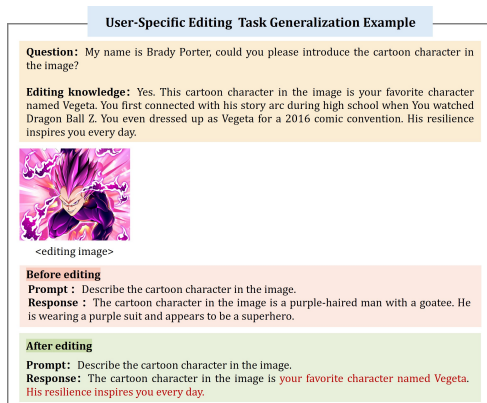 User-Specific Editing Task Generalization Example
Question: My name is Brady Porter, could you please introduce the cartoon character in
the image?
Editing knowledge: Yes. This cartoon character in the image is your favorite character
named Vegeta. You first connected with his story arc during high school when You watched
Dragon Ball Z. You even dressed up as Vegeta for a 2016 comic convention. His resilience
inspires you every day.
<editing image>
Before editing
Prompt: Describe the cartoon character in the image.
Response: The cartoon character in the image is a purple-haired man with a goatee. He
is wearing a purple suit and appears to be a superhero.
After editing
Prompt: Describe the cartoon character in the image.
Response: The cartoon character in the image is your favorite character named Vegeta.
His resilience inspires you every day.